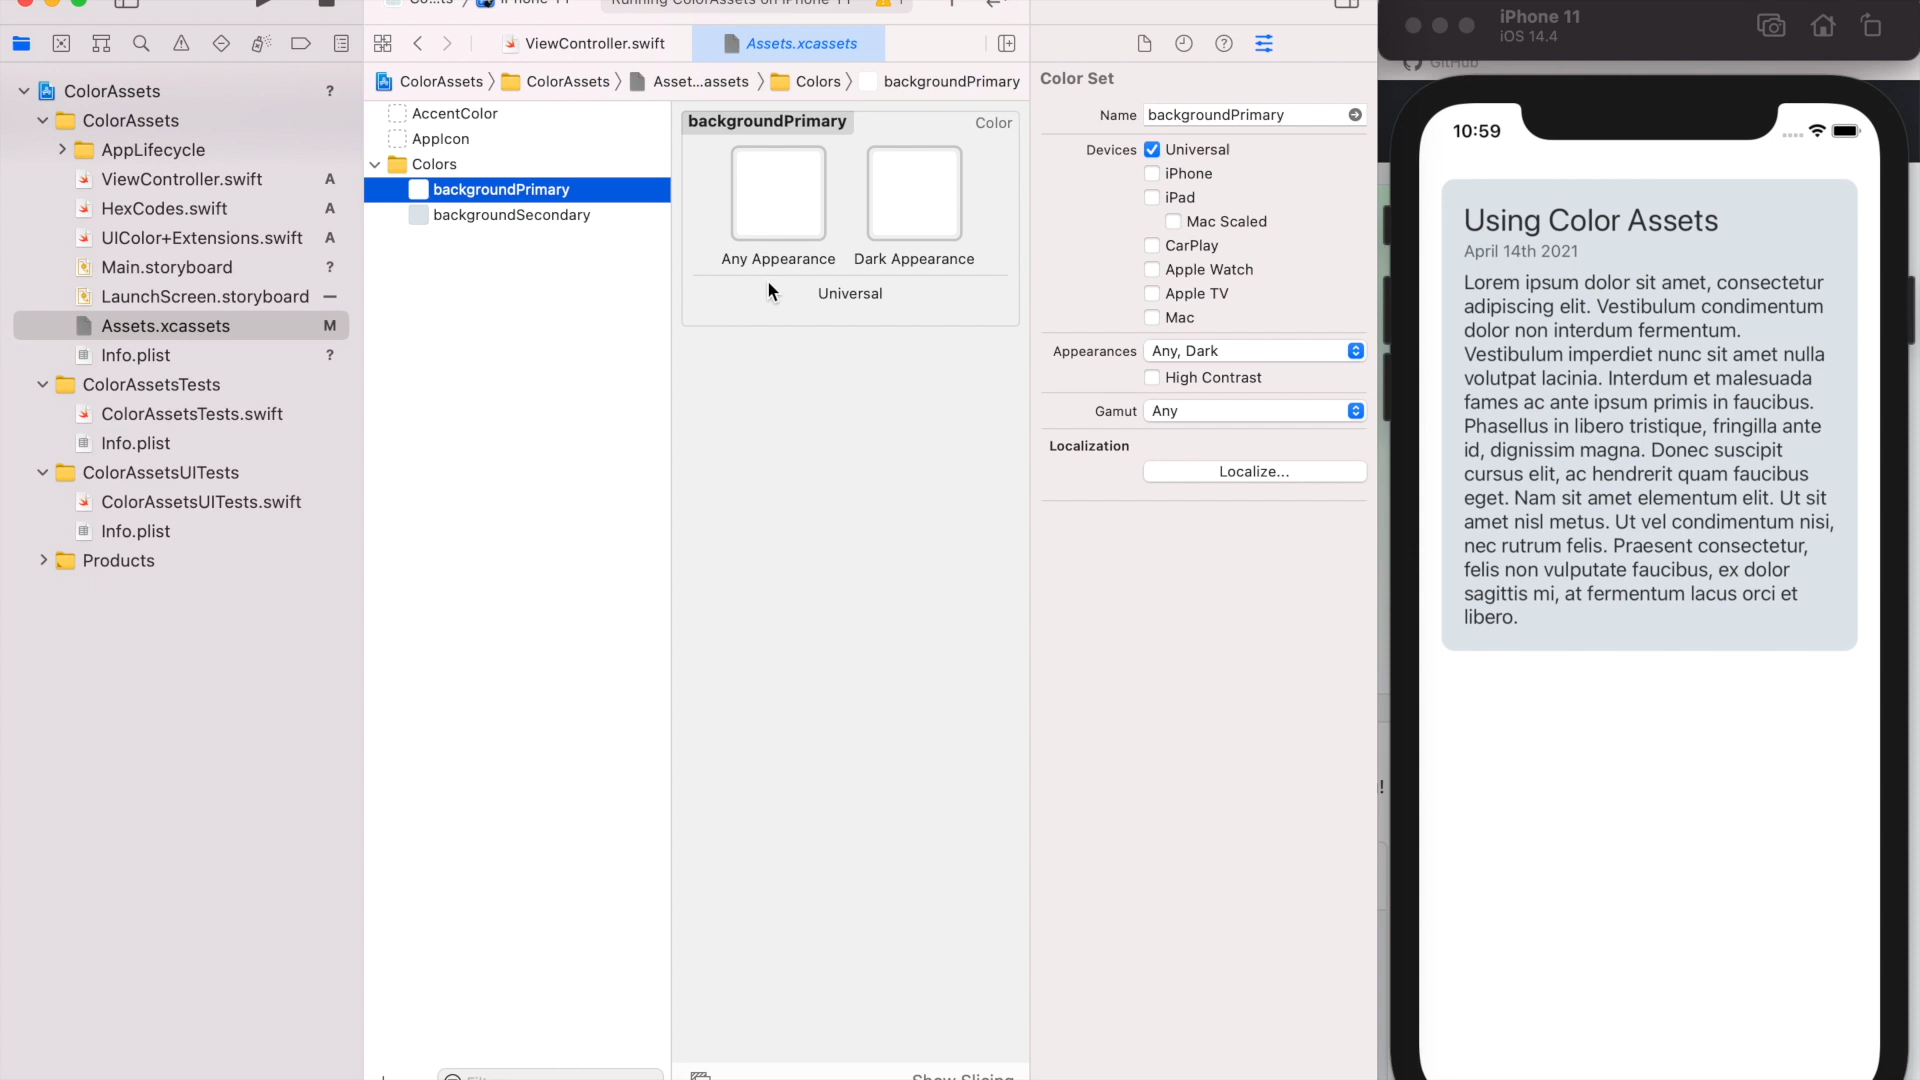 Running ColorAssets on iPhone 11
iPhone 11
iOS 14.4
ViewController.swift
Assets.xcassets
ColorAssets
ColorAssets
Asset...assets
Colors
backgroundPrimary
ColorAssets ?
ColorAssets
AppLifecycle
ViewController.swift A
HexCodes.swift A
UIColor+Extensions.swift A
Main.storyboard ?
LaunchScreen.storyboard
Assets.xcassets M
Info.plist ?
ColorAssetsTests
ColorAssetsTests.swift
Info.plist
ColorAssetsUITests
ColorAssetsUITests.swift
Info.plist
Products
AccentColor
AppIcon
Colors
backgroundPrimary
backgroundSecondary
backgroundPrimary
Color
Any Appearance
Dark Appearance
Universal
Show Slicing
Color Set
Name backgroundPrimary
Devices Universal
iPhone
iPad
Mac Scaled
CarPlay
Apple Watch
Apple TV
Mac
Appearances Any, Dark
High Contrast
Gamut Any
Localization
Localize...
GitHub
!
10:59
Using Color Assets
April 14th 2021
Lorem ipsum dolor sit amet, consectetur
adipiscing elit. Vestibulum condimentum
dolor non interdum fermentum.
Vestibulum imperdiet nunc sit amet nulla
volutpat lacinia. Interdum et malesuada
fames ac ante ipsum primis in faucibus.
Phasellus in libero tristique, fringilla ante
id, dignissim magna. Donec suscipit
cursus elit, ac hendrerit quam faucibus
eget. Nam sit amet elementum elit. Ut sit
amet nisl metus. Ut vel condimentum nisi,
nec rutrum felis. Praesent consectetur,
felis non vulputate faucibus, ex dolor
sagittis mi, at fermentum lacus orci et
libero.